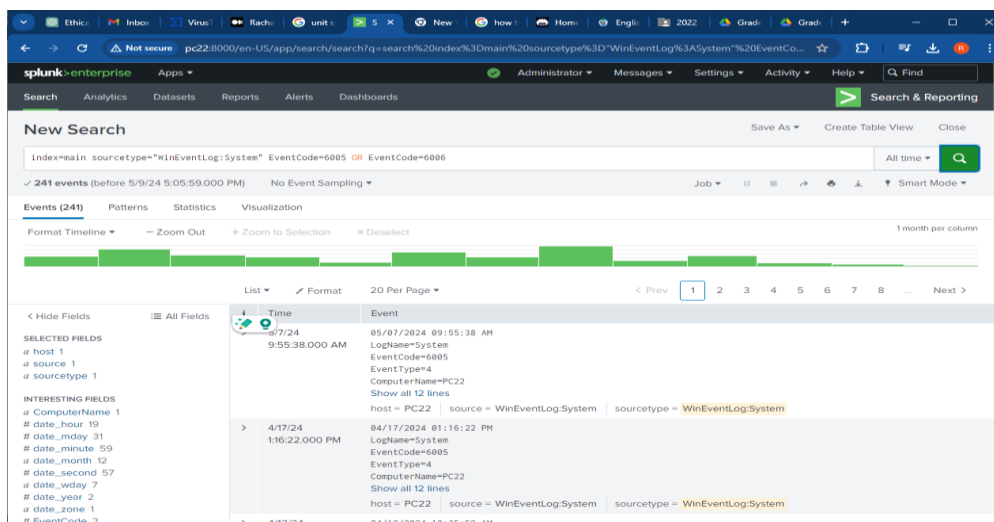 Ethica
Inbox
VirusT
Racha
unit s
S
New
how t
Home
Englis
2022
Grade
Grade
Not secure pc22:8000/en-US/app/search/search?q=search%20index%3Dmain%20sourcetype%3D"WinEventLog%3ASystem"%20EventCo...
R
splunk>enterprise Apps Administrator Messages Settings Activity Help Find
Search Analytics Datasets Reports Alerts Dashboards Search & Reporting
New Search Save As Create Table View Close
index=main sourcetype="WinEventLog:System" EventCode=6005 OR EventCode=6006 All time
241 events (before 5/9/24 5:05:59.000 PM) No Event Sampling Job Smart Mode
Events (241) Patterns Statistics Visualization
Format Timeline — Zoom Out + Zoom to Selection × Deselect 1 month per column
List Format 20 Per Page < Prev 1 2 3 4 5 6 7 8 ... Next >
< Hide Fields All Fields i Time Event
SELECTED FIELDS
a host 1
a source 1
a sourcetype 1
INTERESTING FIELDS
a ComputerName 1
# date_hour 19
# date_mday 31
# date_minute 59
a date_month 12
# date_second 57
a date_wday 7
# date_year 2
a date_zone 1
# EventCode 2
5/7/24
9:55:38.000 AM
05/07/2024 09:55:38 AM
LogName=System
EventCode=6005
EventType=4
ComputerName=PC22
Show all 12 lines
host = PC22 source = WinEventLog:System sourcetype = WinEventLog:System
> 4/17/24
1:16:22.000 PM
04/17/2024 01:16:22 PM
LogName=System
EventCode=6005
EventType=4
ComputerName=PC22
Show all 12 lines
host = PC22 source = WinEventLog:System sourcetype = WinEventLog:System